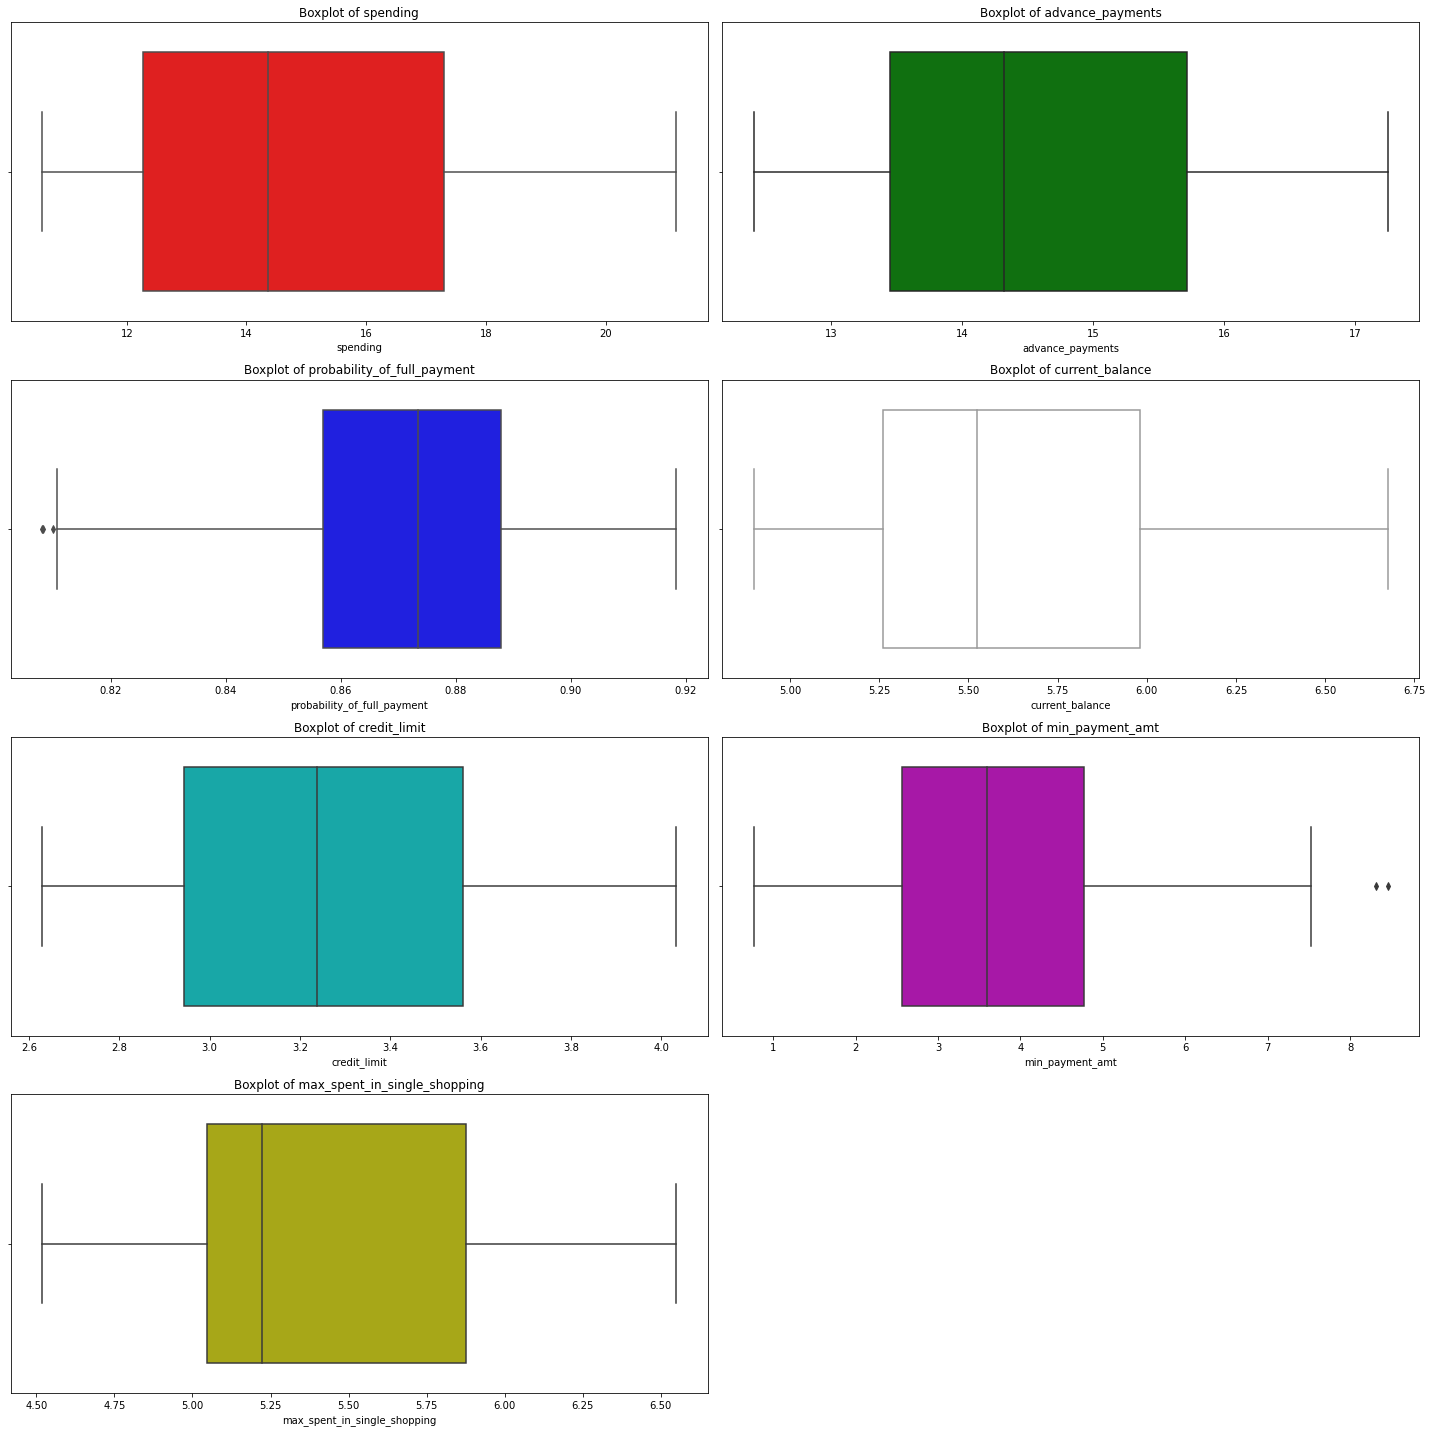 Boxplot of spending
12 14 16 18 20
spending
Boxplot of advance_payments
13 14 15 16 17
advance_payments
Boxplot of probability_of_full_payment
0.82 0.84 0.86 0.88 0.90 0.92
probability_of_full_payment
Boxplot of current_balance
5.00 5.25 5.50 5.75 6.00 6.25 6.50 6.75
current_balance
Boxplot of credit_limit
2.6 2.8 3.0 3.2 3.4 3.6 3.8 4.0
credit_limit
Boxplot of min_payment_amt
1 2 3 4 5 6 7 8
min_payment_amt
Boxplot of max_spent_in_single_shopping
4.50 4.75 5.00 5.25 5.50 5.75 6.00 6.25 6.50
max_spent_in_single_shopping